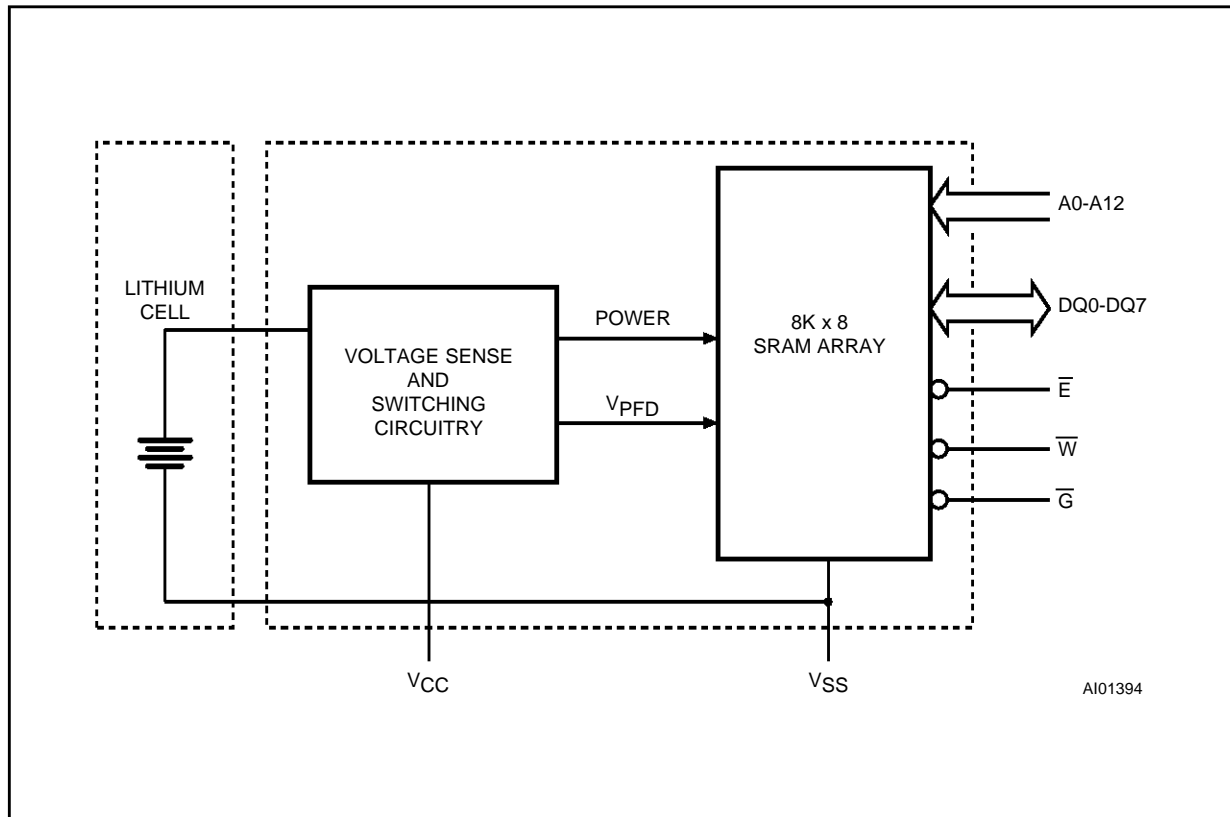 LITHIUM
CELL
VOLTAGE SENSE
AND
SWITCHING
CIRCUITRY
POWER
VPFD
8K x 8
SRAM ARRAY
A0-A12
DQ0-DQ7
E̅
W̅
G̅
VCC
VSS
AI01394